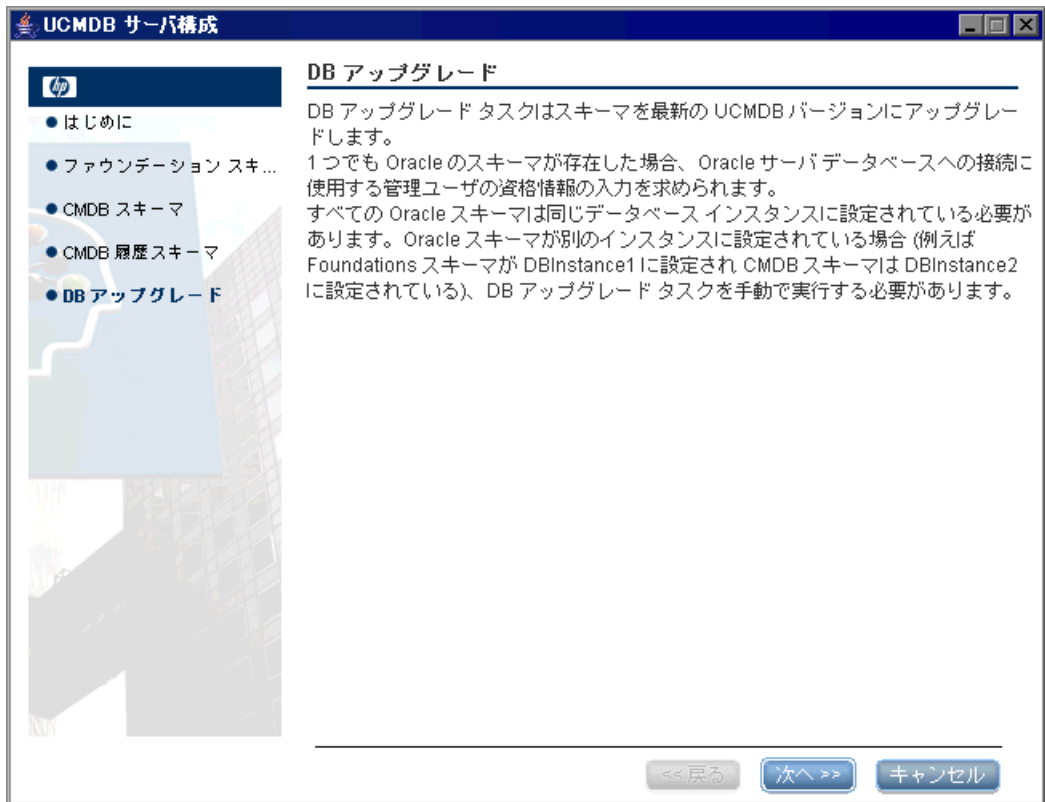 UCMDB サーバ構成
hp
はじめに
ファウンデーション スキ...
CMDB スキーマ
CMDB 履歴スキーマ
DB アップグレード
DB アップグレード
DB アップグレード タスクはスキーマを最新の UCMDB バージョンにアップグレー
ドします。
1 つでも Oracle のスキーマが存在した場合、Oracle サーバ データベースへの接続に
使用する管理ユーザの資格情報の入力を求められます。
すべての Oracle スキーマは同じデータベース インスタンスに設定されている必要が
あります。Oracle スキーマが別のインスタンスに設定されている場合 (例えば
Foundations スキーマが DBInstance1 に設定され CMDB スキーマは DBInstance2
に設定されている)、DB アップグレード タスクを手動で実行する必要があります。
<< 戻る
次へ >>
キャンセル